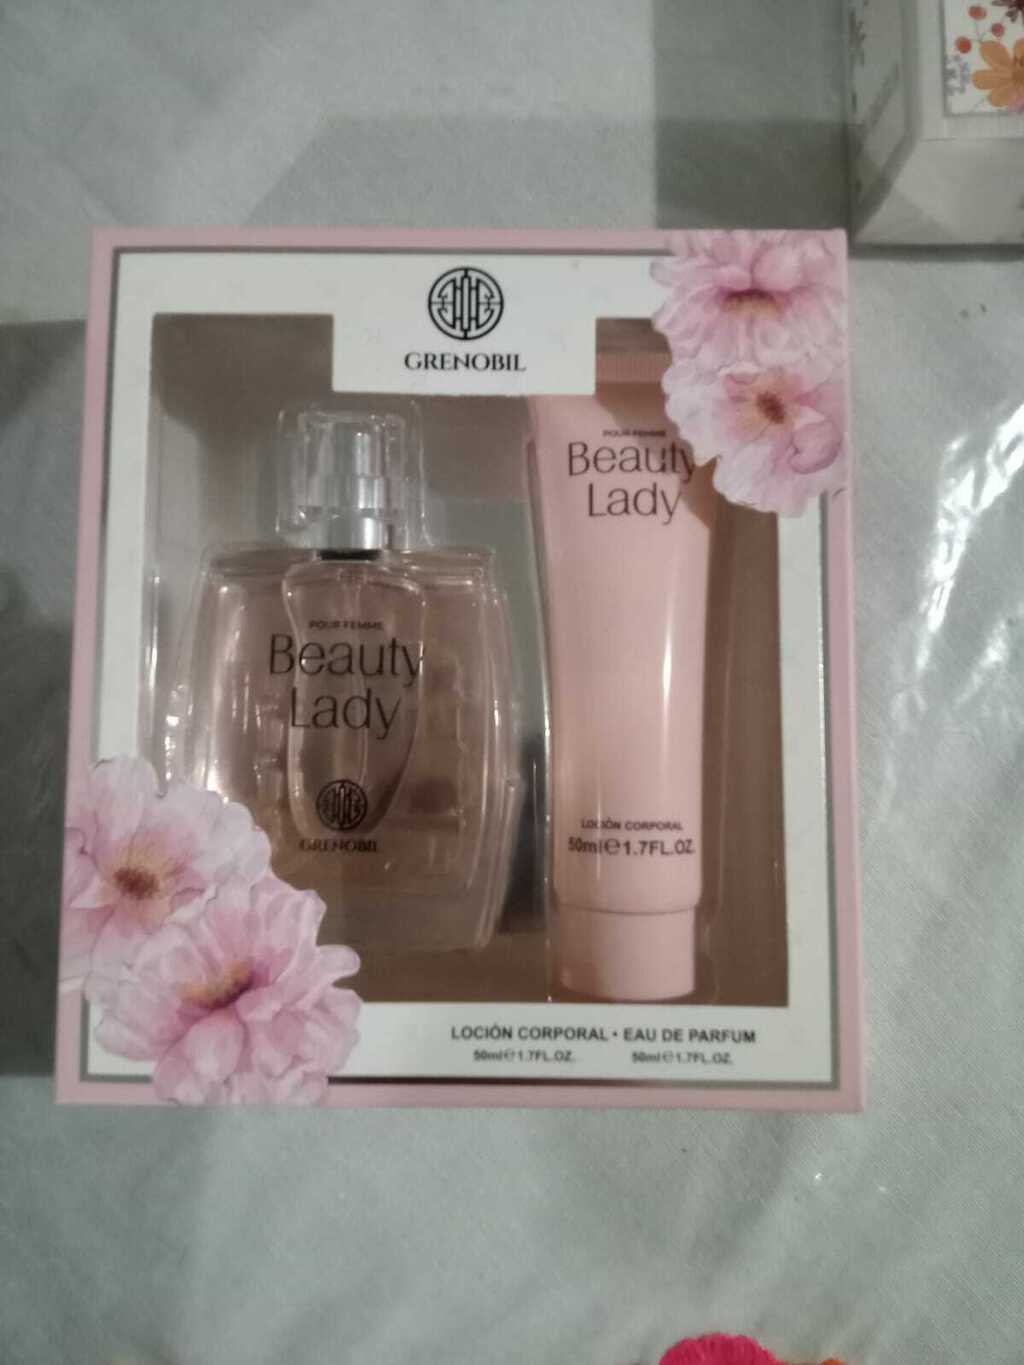 GRENOBIL
POUR FEMME
Beauty
Lady
GRENOBIL
POUR FEMME
Beauty
Lady
LOCIÓN CORPORAL
50ml e 1.7FL.OZ.
LOCIÓN CORPORAL • EAU DE PARFUM
50ml e 1.7FL.OZ. 50ml e 1.7FL.OZ.